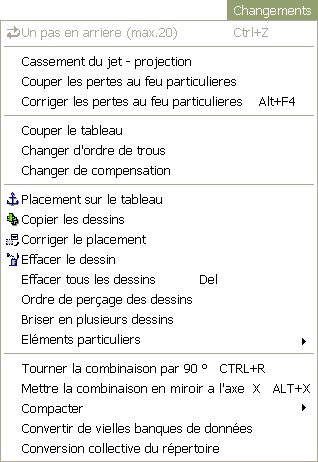 Changements
Un pas en arriere (max.20) Ctrl+Z
Cassement du jet - projection
Couper les pertes au feu particulieres
Corriger les pertes au feu particulieres Alt+F4
Couper le tableau
Changer d'ordre de trous
Changer de compensation
Placement sur le tableau
Copier les dessins
Corriger le placement
Effacer le dessin
Effacer tous les dessins Del
Ordre de perçage des dessins
Briser en plusieurs dessins
Eléments particuliers
Tourner la combinaison par 90 º CTRL+R
Mettre la combinaison en miroir a l'axe X ALT+X
Compacter
Convertir de vielles banques de données
Conversion collective du répertoire